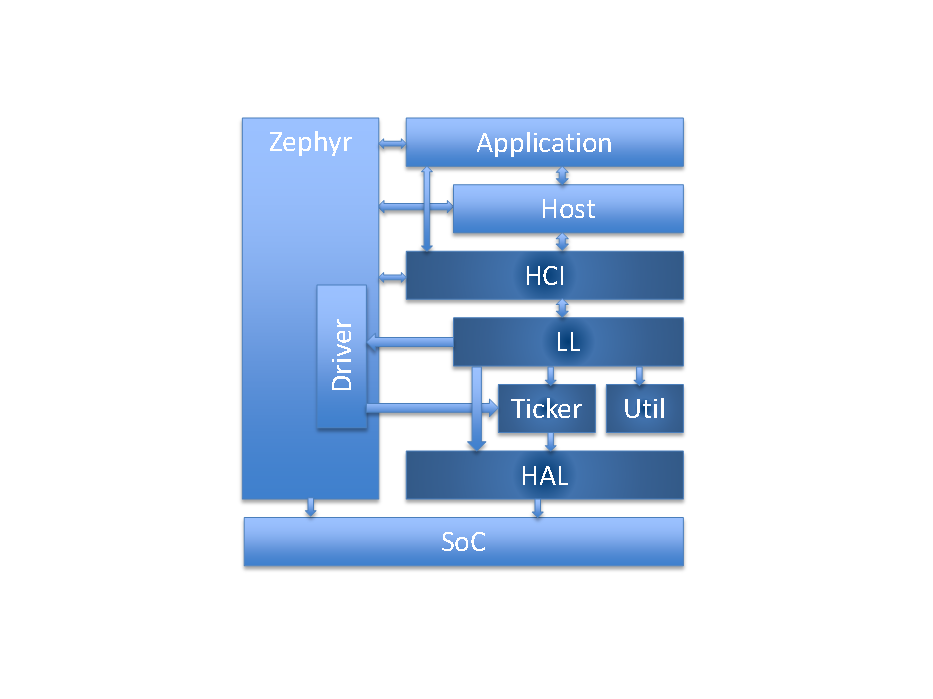 Zephyr
Application
Host
HCI
LL
Driver
Ticker
Util
HAL
SoC